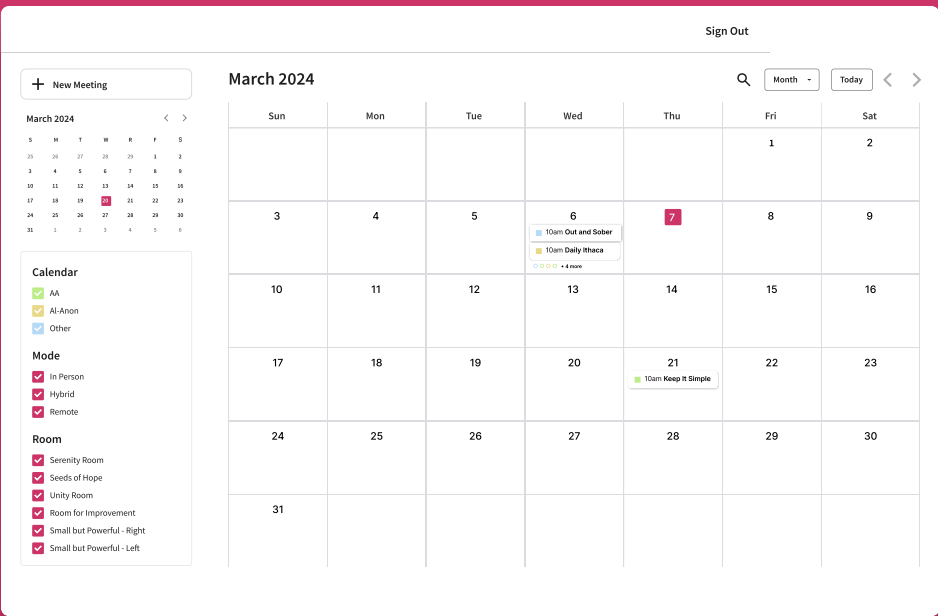 Sign Out
New Meeting
March 2024
S M T W R F S
25 26 27 28 29 1 2
3 4 5 6 7 8 9
10 11 12 13 14 15 16
17 18 19 20 21 22 23
24 25 26 27 28 29 30
31 1 2 3 4 5 6
Calendar
AA
Al-Anon
Other
Mode
In Person
Hybrid
Remote
Room
Serenity Room
Seeds of Hope
Unity Room
Room for Improvement
Small but Powerful - Right
Small but Powerful - Left
March 2024
Month
Today
Sun Mon Tue Wed Thu Fri Sat
1 2
3 4 5 6 7 8 9
10am Out and Sober
10am Daily Ithaca
+ 4 more
10 11 12 13 14 15 16
17 18 19 20 21 22 23
10am Keep It Simple
24 25 26 27 28 29 30
31